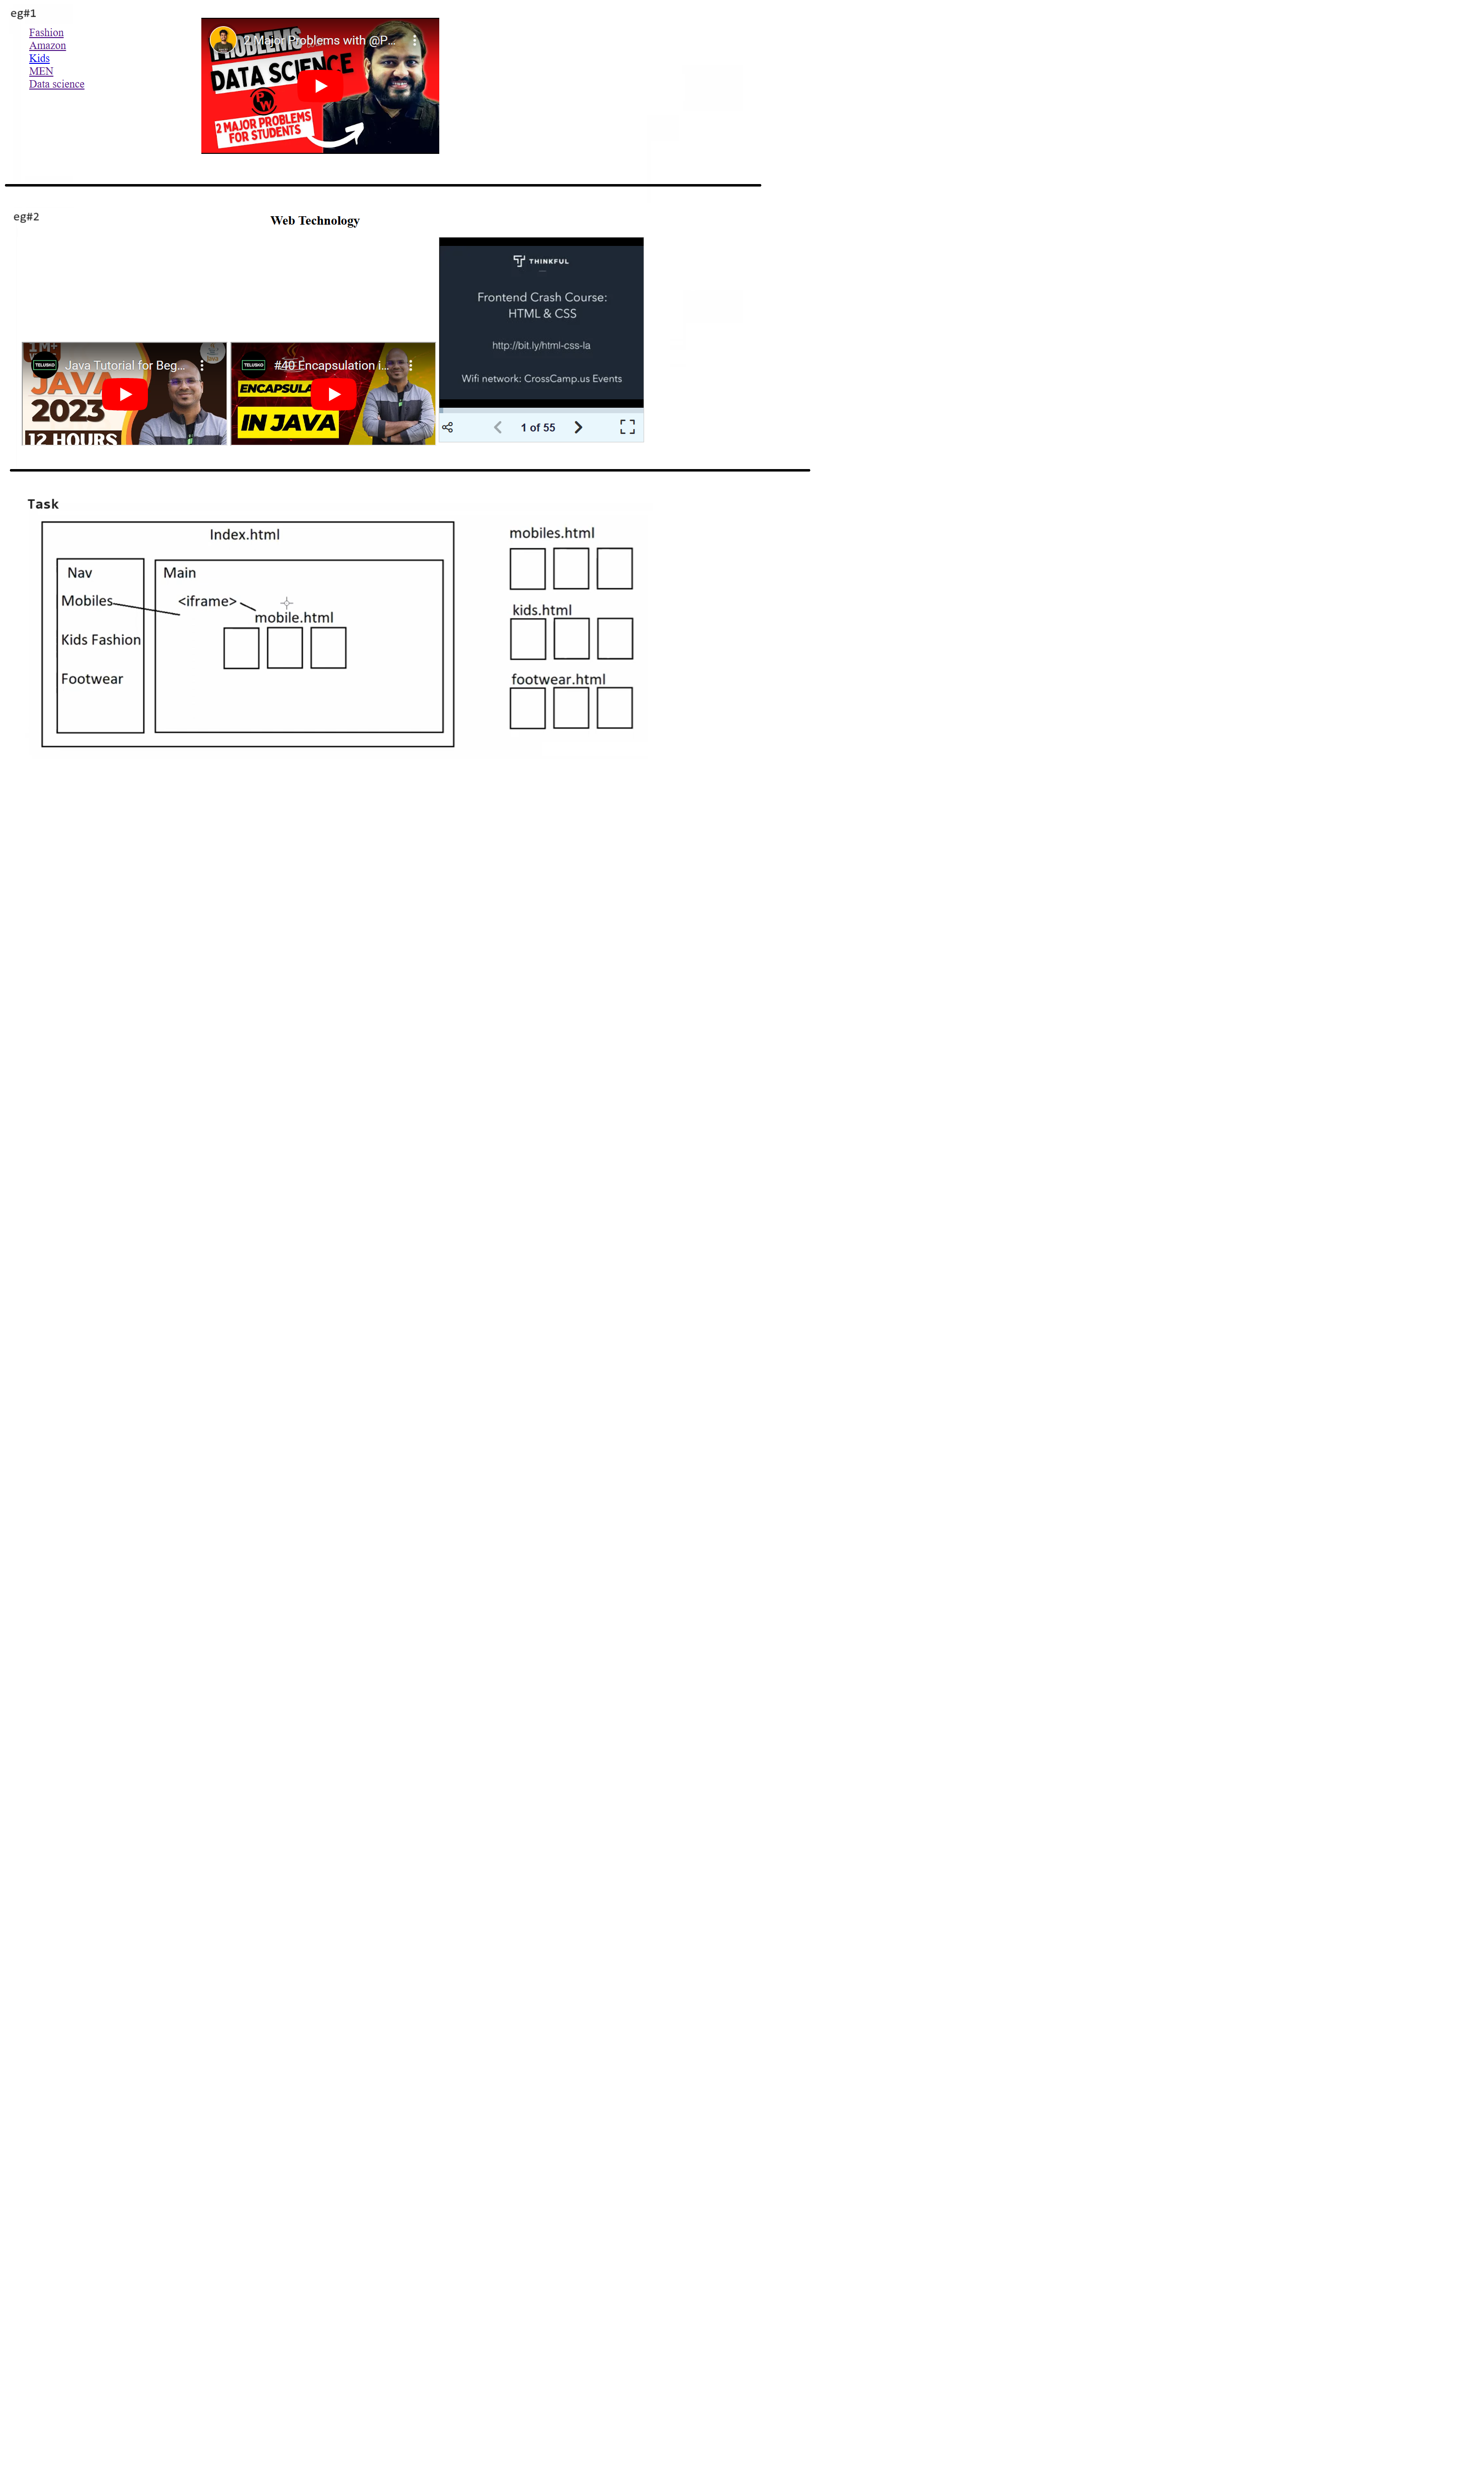 eg#1
Fashion
Amazon
Kids
MEN
Data science
PROBLEMS
2 Major Problems with @P...
DATA SCIENCE
PW
2 MAJOR PROBLEMS
FOR STUDENTS
eg#2
Web Technology
THINKFUL
Frontend Crash Course:
HTML & CSS
http://bit.ly/html-css-la
Wifi network: CrossCamp.us Events
1 of 55
1M+
TELUSKO
Java Tutorial for Beg...
JAVA
2023
12 HOURS
TELUSKO
#40 Encapsulation i...
ENCAPSULA
IN JAVA
Task
Index.html
Nav
Mobiles
Kids Fashion
Footwear
Main
<iframe>
mobile.html
mobiles.html
kids.html
footwear.html